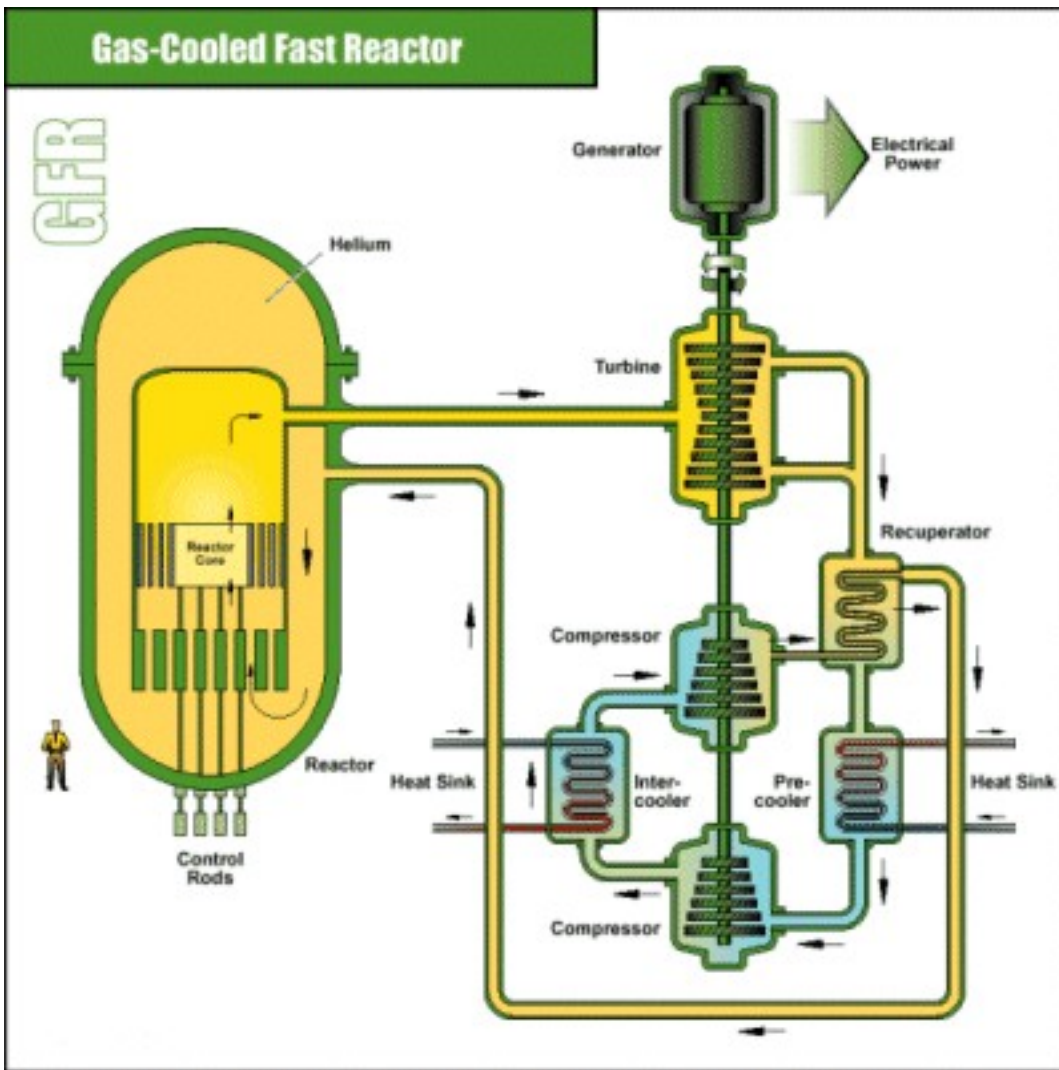 Gas-Cooled Fast Reactor
GFR
Generator
Electrical
Power
Helium
Turbine
Recuperator
Reactor
Core
Compressor
Reactor
Heat Sink
Inter-
cooler
Pre-
cooler
Heat Sink
Control
Rods
Compressor